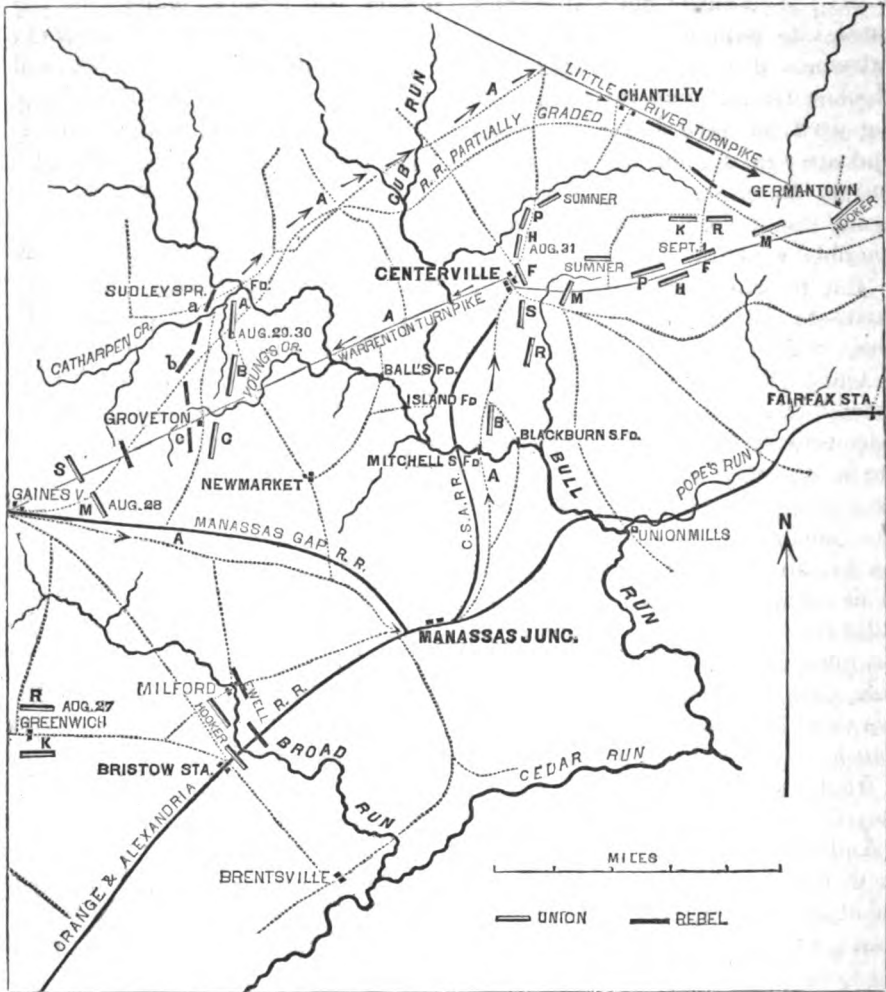 LITTLE RIVER TURNPIKE
CHANTILLY
A
CUB RUN
R.R. PARTIALLY GRADED
GERMANTOWN
HOOKER
SUMNER
P
H
AUG. 31
F
K
R
SEPT. 1
M
A
CENTERVILLE
SUMNER
P
H
F
M
S
R
SUDLEY SPR.
FD.
a
A
AUG. 29.30
A
WARRENTON TURNPIKE
CATHARPEN CR.
b
B
YOUNG'S CR.
BALL'S FD.
ISLAND FD
GROVETON
C
C
B
BLACKBURN S. FD.
FAIRFAX STA.
S
MITCHELL S FD
A
BULL
POPE'S RUN
GAINES V.
M
AUG. 28
NEWMARKET
C.S.A.R.R.
UNION MILLS
N
MANASSAS GAP R. R.
A
RUN
MANASSAS JUNC.
R
AUG. 27
GREENWICH
K
MILFORD
EWELL
HOOKER
R. R.
BROAD
CEDAR RUN
BRISTOW STA.
RUN
ORANGE & ALEXANDRIA
BRENTSVILLE
MILES
UNION
REBEL